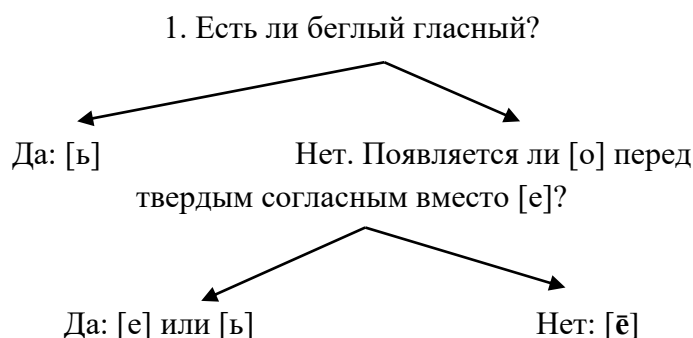 1. Есть ли беглый гласный?
Да: [ь] Нет. Появляется ли [о] перед
твердым согласным вместо [е]?
Да: [е] или [ь] Нет: [ē]